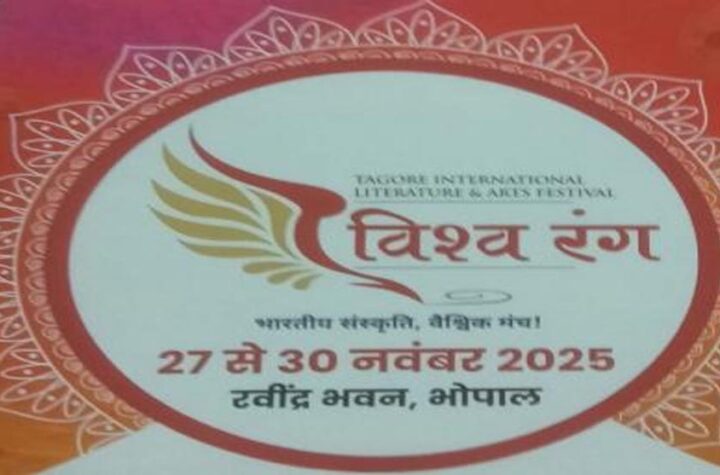 TAGORE INTERNATIONAL
LITERATURE & ARTS FESTIVAL
विश्व रंग
भारतीय संस्कृति, वैश्विक मंच!
27 से 30 नवंबर 2025
रवींद्र भवन, भोपाल